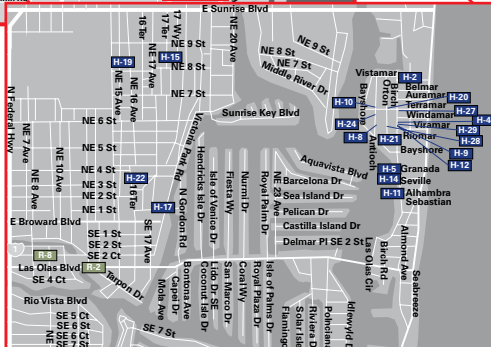 E Sunrise Blvd
16 Ter
17 Wy
17 Ter
NE 20 Ave
NE 9 St
NE 9 St
H-15
H-19
NE 8 St
NE 8 St
NE 17 Ave
NE 7 St
Middle River Dr
Vistamar
H-2
NE 15 Ave
NE 16 Ave
NE 7 St
Orton
Birch
Belmar
Auramar
H-20
H-10
Bayshore
Terramar
H-27
Windamar
H-4
N Federal Hwy
Sunrise Key Blvd
H-24
Viramar
H-29
NE 6 St
H-8
H-21
Riomar
H-28
NE 7 Ave
Victoria Park Rd
Antioch
Bayshore
H-9
NE 5 St
H-12
NE 10 Ave
Hendricks Isle Dr
Isle of Venice Dr
Fiesta Wy
Nurmi Dr
Royal Palm Dr
NE 23 Ave
Aquavista Blvd
NE 4 St
H-5
Granada
NE 8 Ave
NE 3 St
H-22
Barcelona Dr
H-14
Seville
NE 2 St
16 Ter
N Gordon Rd
Sea Island Dr
H-11
Alhambra
Sebastian
NE 1 St
H-17
Pelican Dr
E Broward Blvd
Castilla Island Dr
SE 1 St
SE 17 Ave
SE 2 St
Delmar Pl
SE 2 St
1
R-8
SE 2 Ct
Las Olas Blvd
R-2
Las Olas Cir
Birch Rd
Almond Ave
Seabreeze
SE 4 Ct
Tarpon Dr
Mola Ave
Capei Dr
Bontona Ave
Coconut Isle Dr
Lido Dr SE
San Marco Dr
Coral Wy
Royal Plaza Dr
Isle of Palms Dr
Flamingo
Solar Isle
Riviera D
Poinciana
Idlewyld D
Rio Vista Blvd
SE 5 Ct
SE 6 St
SE 7 St
SE 6 Ct
SE 7 St